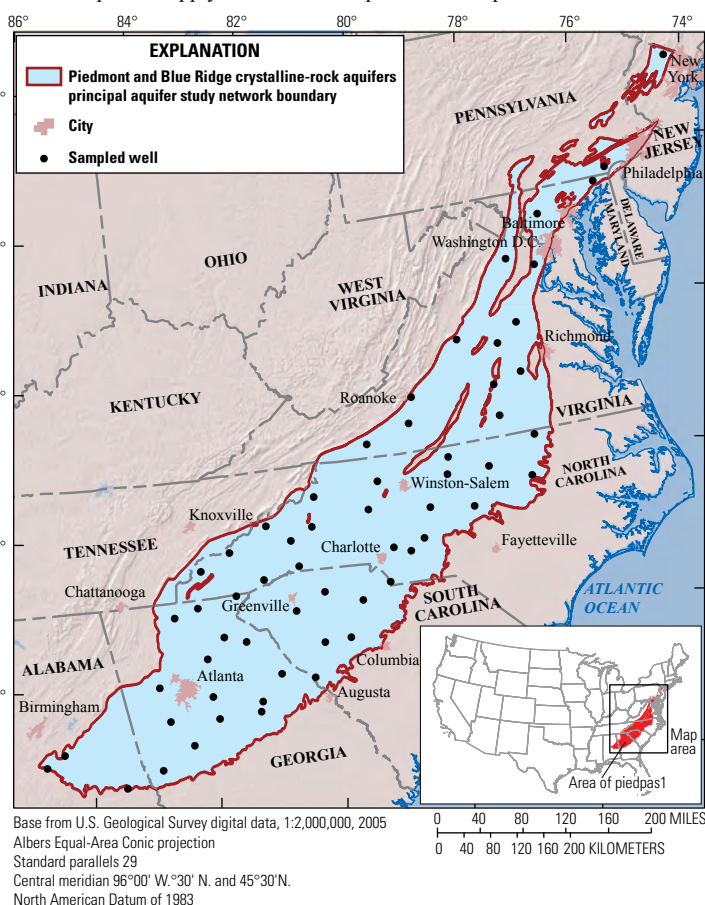 86° 84° 82° 80° 78° 76° 74°
EXPLANATION
Piedmont and Blue Ridge crystalline-rock aquifers
principal aquifer study network boundary
City
Sampled well
New
York
PENNSYLVANIA
NEW
JERSEY
Philadelphia
Baltimore
Washington D.C.
DELAWARE
MARYLAND
OHIO
INDIANA
WEST
VIRGINIA
Richmond
KENTUCKY
Roanoke
VIRGINIA
Winston-Salem
NORTH
CAROLINA
Knoxville
Fayetteville
TENNESSEE
Charlotte
Chattanooga
Greenville
SOUTH
CAROLINA
ATLANTIC
OCEAN
ALABAMA
Columbia
Atlanta
Augusta
Birmingham
GEORGIA
Map
area
Area of piedpas1
0 40 80 120 160 200 MILES
0 40 80 120 160 200 KILOMETERS
Base from U.S. Geological Survey digital data, 1:2,000,000, 2005
Albers Equal-Area Conic projection
Standard parallels 29
Central meridian 96°00' W.°30' N. and 45°30'N.
North American Datum of 1983